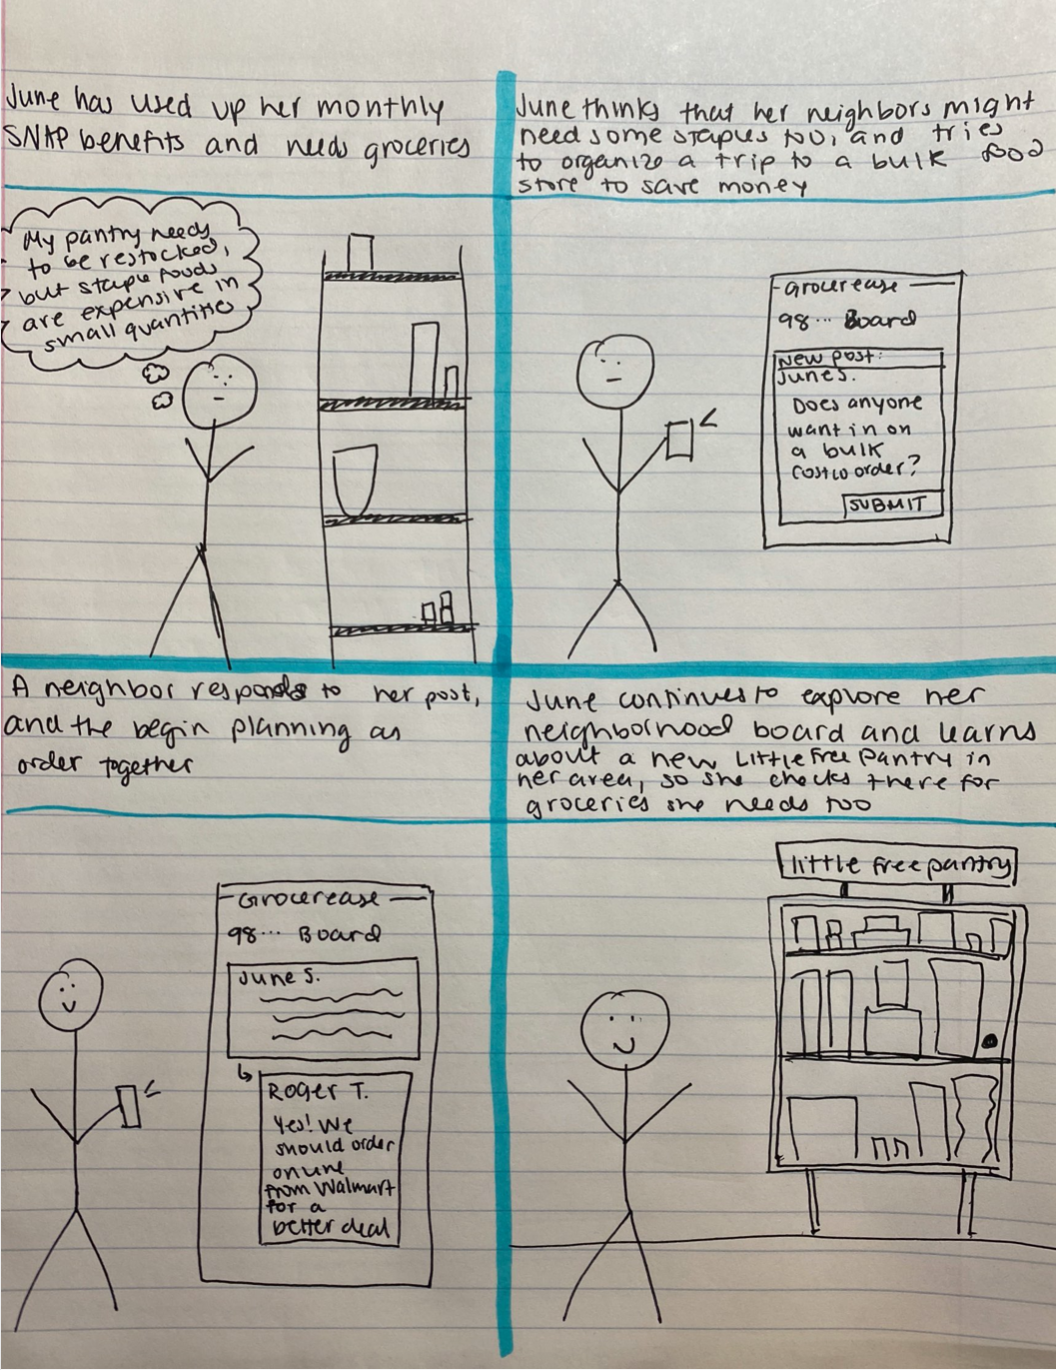 June has used up her monthly
SNAP benefits and needs groceries
My pantry needs
to be restocked,
but staple foods
are expensive in
small quantities
June thinks that her neighbors might
need some staples too, and tries
to organize a trip to a bulk food
store to save money
Grocerease
98... Board
New post:
June S.
Does anyone
want in on
a bulk
costco order?
SUBMIT
A neighbor responds to her post,
and the begin planning an
order together
Grocerease
98... Board
June S.
Roger T.
Yes! We
should order
online
from Walmart
for a
better deal
June continues to explore her
neighborhood board and learns
about a new Little Free Pantry in
her area, so she checks there for
groceries she needs too
little free pantry